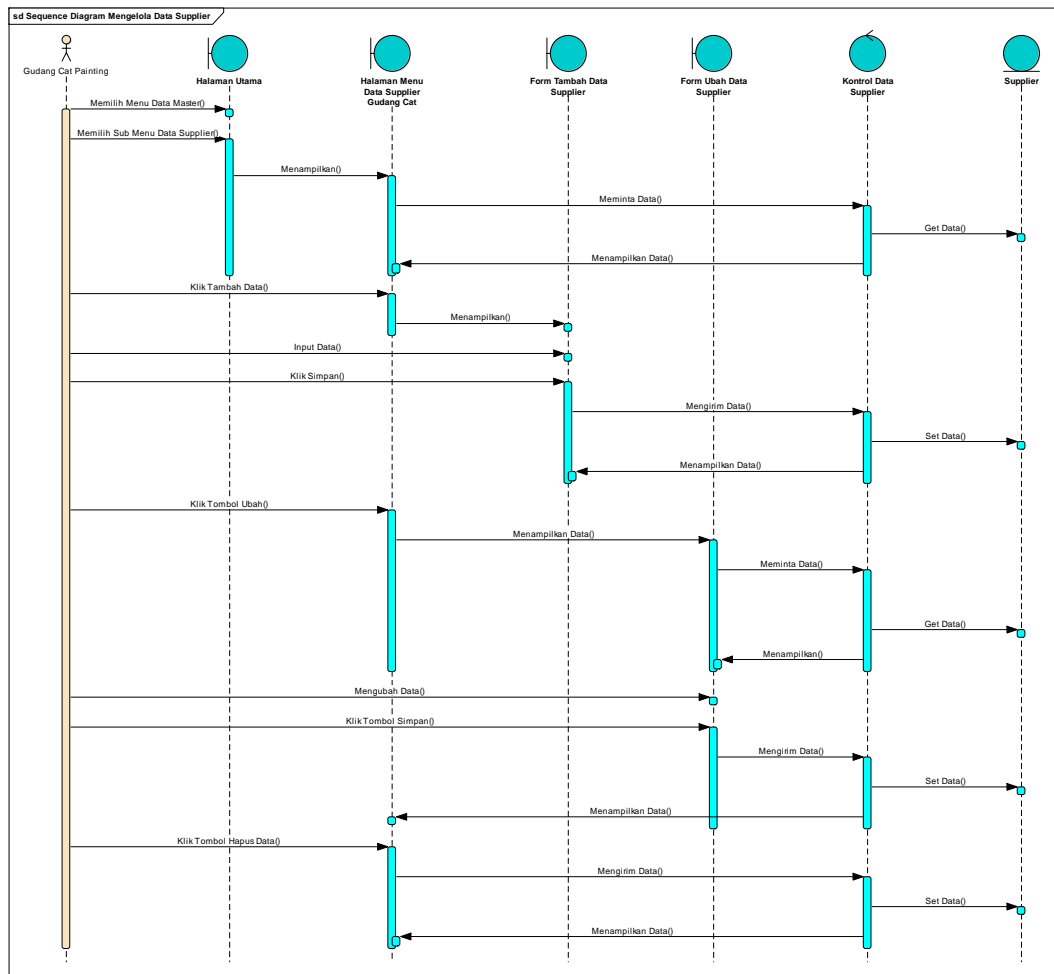 sd Sequence Diagram Mengelola Data Supplier
Gudang Cat Painting
Halaman Utama
Halaman Menu
Data Supplier
Gudang Cat
Form Tambah Data
Supplier
Form Ubah Data
Supplier
Kontrol Data
Supplier
Supplier
Memilih Menu Data Master()
Memilih Sub Menu Data Supplier()
Menampilkan()
Meminta Data()
Get Data()
Menampilkan Data()
Klik Tambah Data()
Menampilkan()
Input Data()
Klik Simpan()
Mengirim Data()
Set Data()
Menampilkan Data()
Klik Tombol Ubah()
Menampilkan Data()
Meminta Data()
Get Data()
Menampilkan()
Mengubah Data()
Klik Tombol Simpan()
Mengirim Data()
Set Data()
Menampilkan Data()
Klik Tombol Hapus Data()
Mengirim Data()
Set Data()
Menampilkan Data()